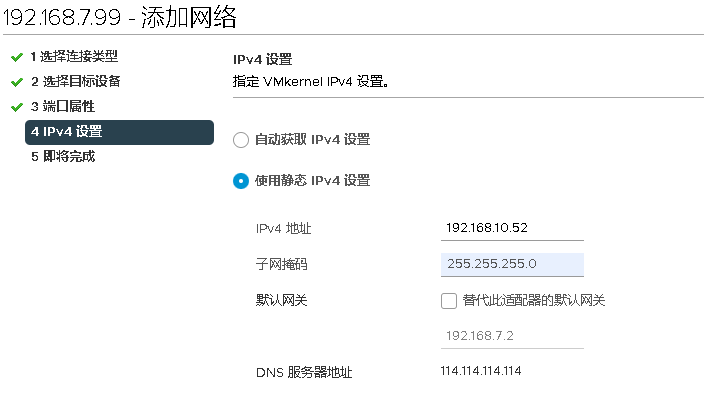 192.168.7.99 - 添加网络
1 选择连接类型
2 选择目标设备
3 端口属性
4 IPv4 设置
5 即将完成
IPv4 设置
指定 VMkernel IPv4 设置。
自动获取 IPv4 设置
使用静态 IPv4 设置
IPv4 地址 192.168.10.52
子网掩码 255.255.255.0
默认网关 替代此适配器的默认网关
192.168.7.2
DNS 服务器地址 114.114.114.114